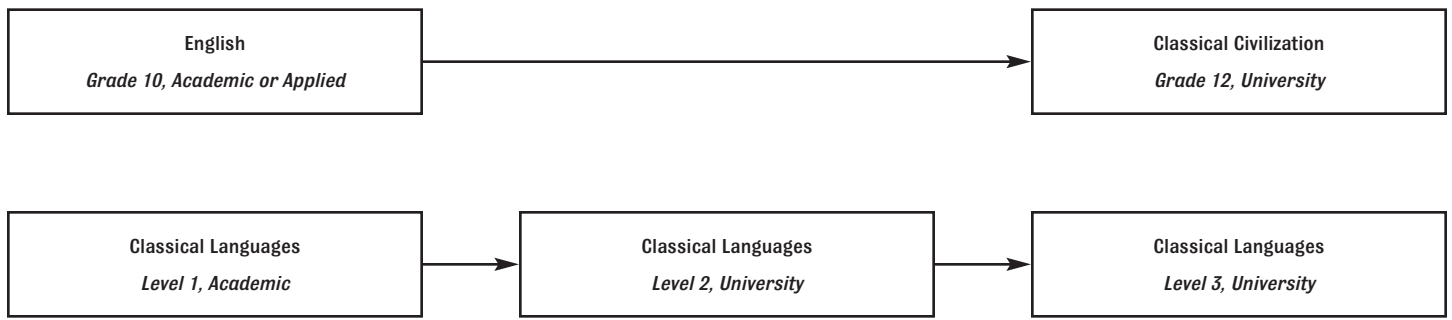 English
Grade 10, Academic or Applied
Classical Civilization
Grade 12, University
Classical Languages
Level 1, Academic
Classical Languages
Level 2, University
Classical Languages
Level 3, University